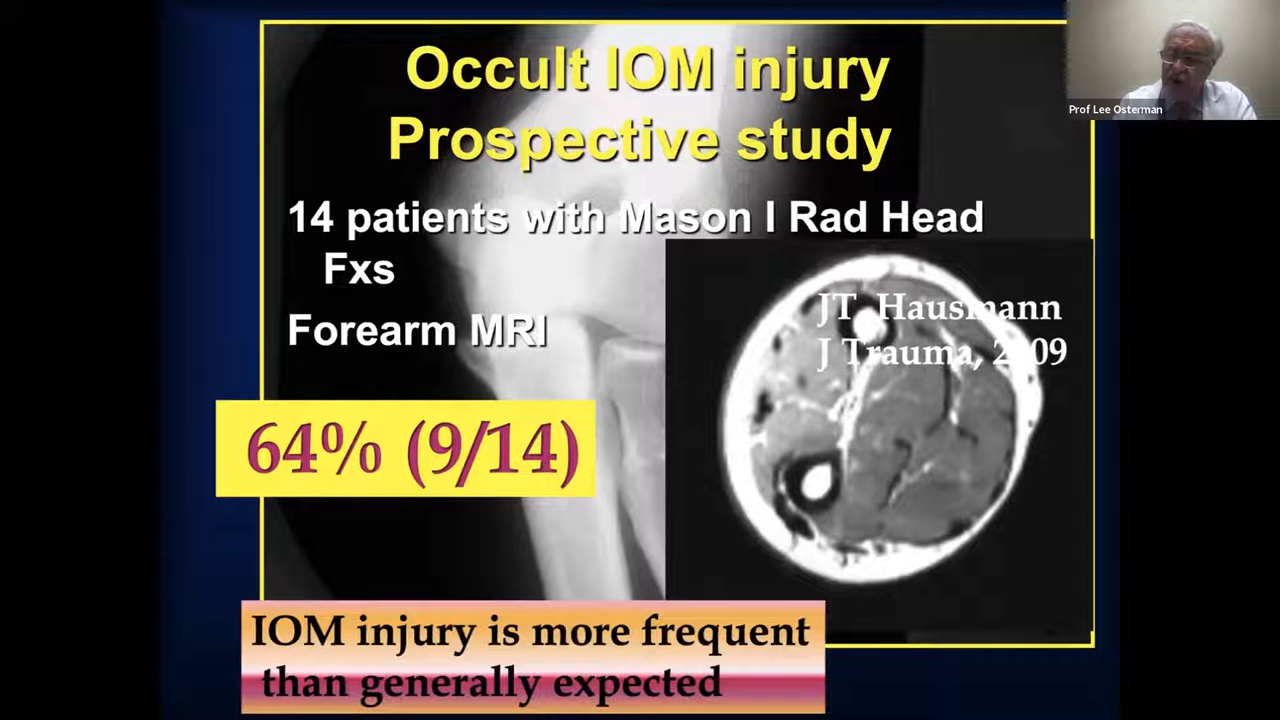 Occult IOM injury
Prospective study
14 patients with Mason I Rad Head
Fxs
Forearm MRI
JT Hausmann
J Trauma, 2009
64% (9/14)
IOM injury is more frequent
than generally expected
Prof Lee Osterman